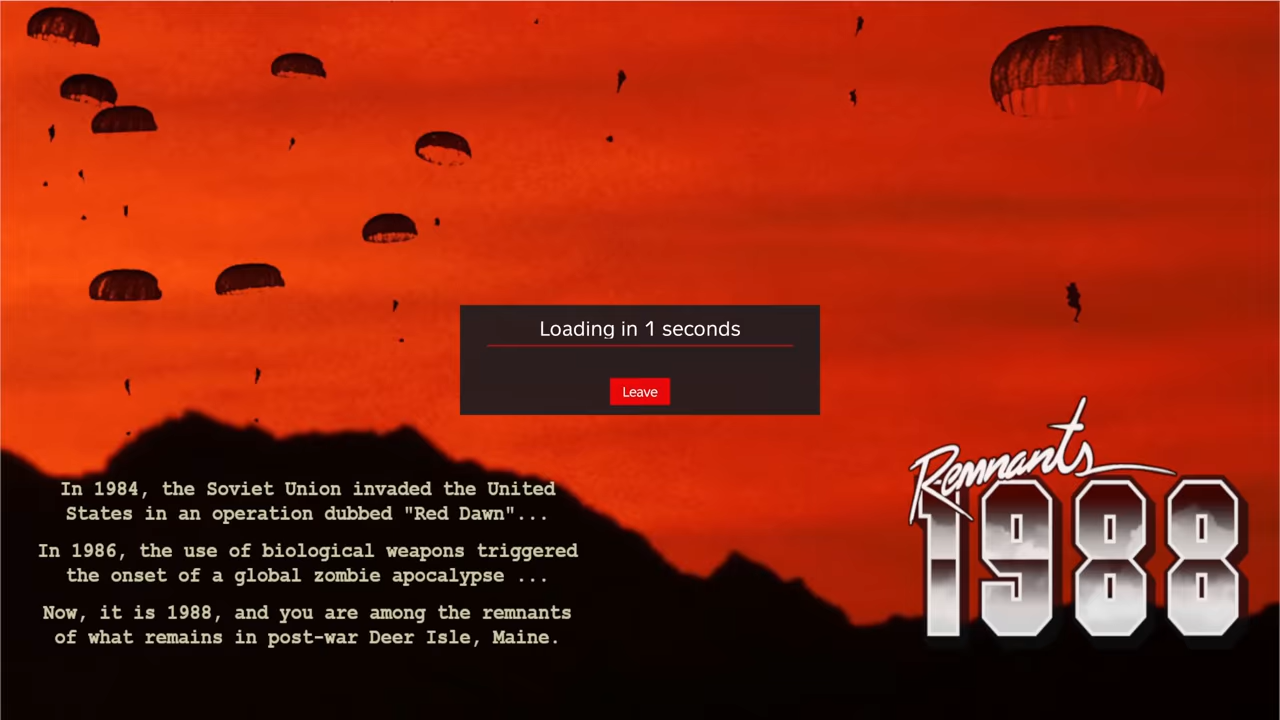 Loading in 1 seconds
Leave
In 1984, the Soviet Union invaded the United
States in an operation dubbed "Red Dawn"...
In 1986, the use of biological weapons triggered
the onset of a global zombie apocalypse ...
Now, it is 1988, and you are among the remnants
of what remains in post-war Deer Isle, Maine.
Remnants
1988